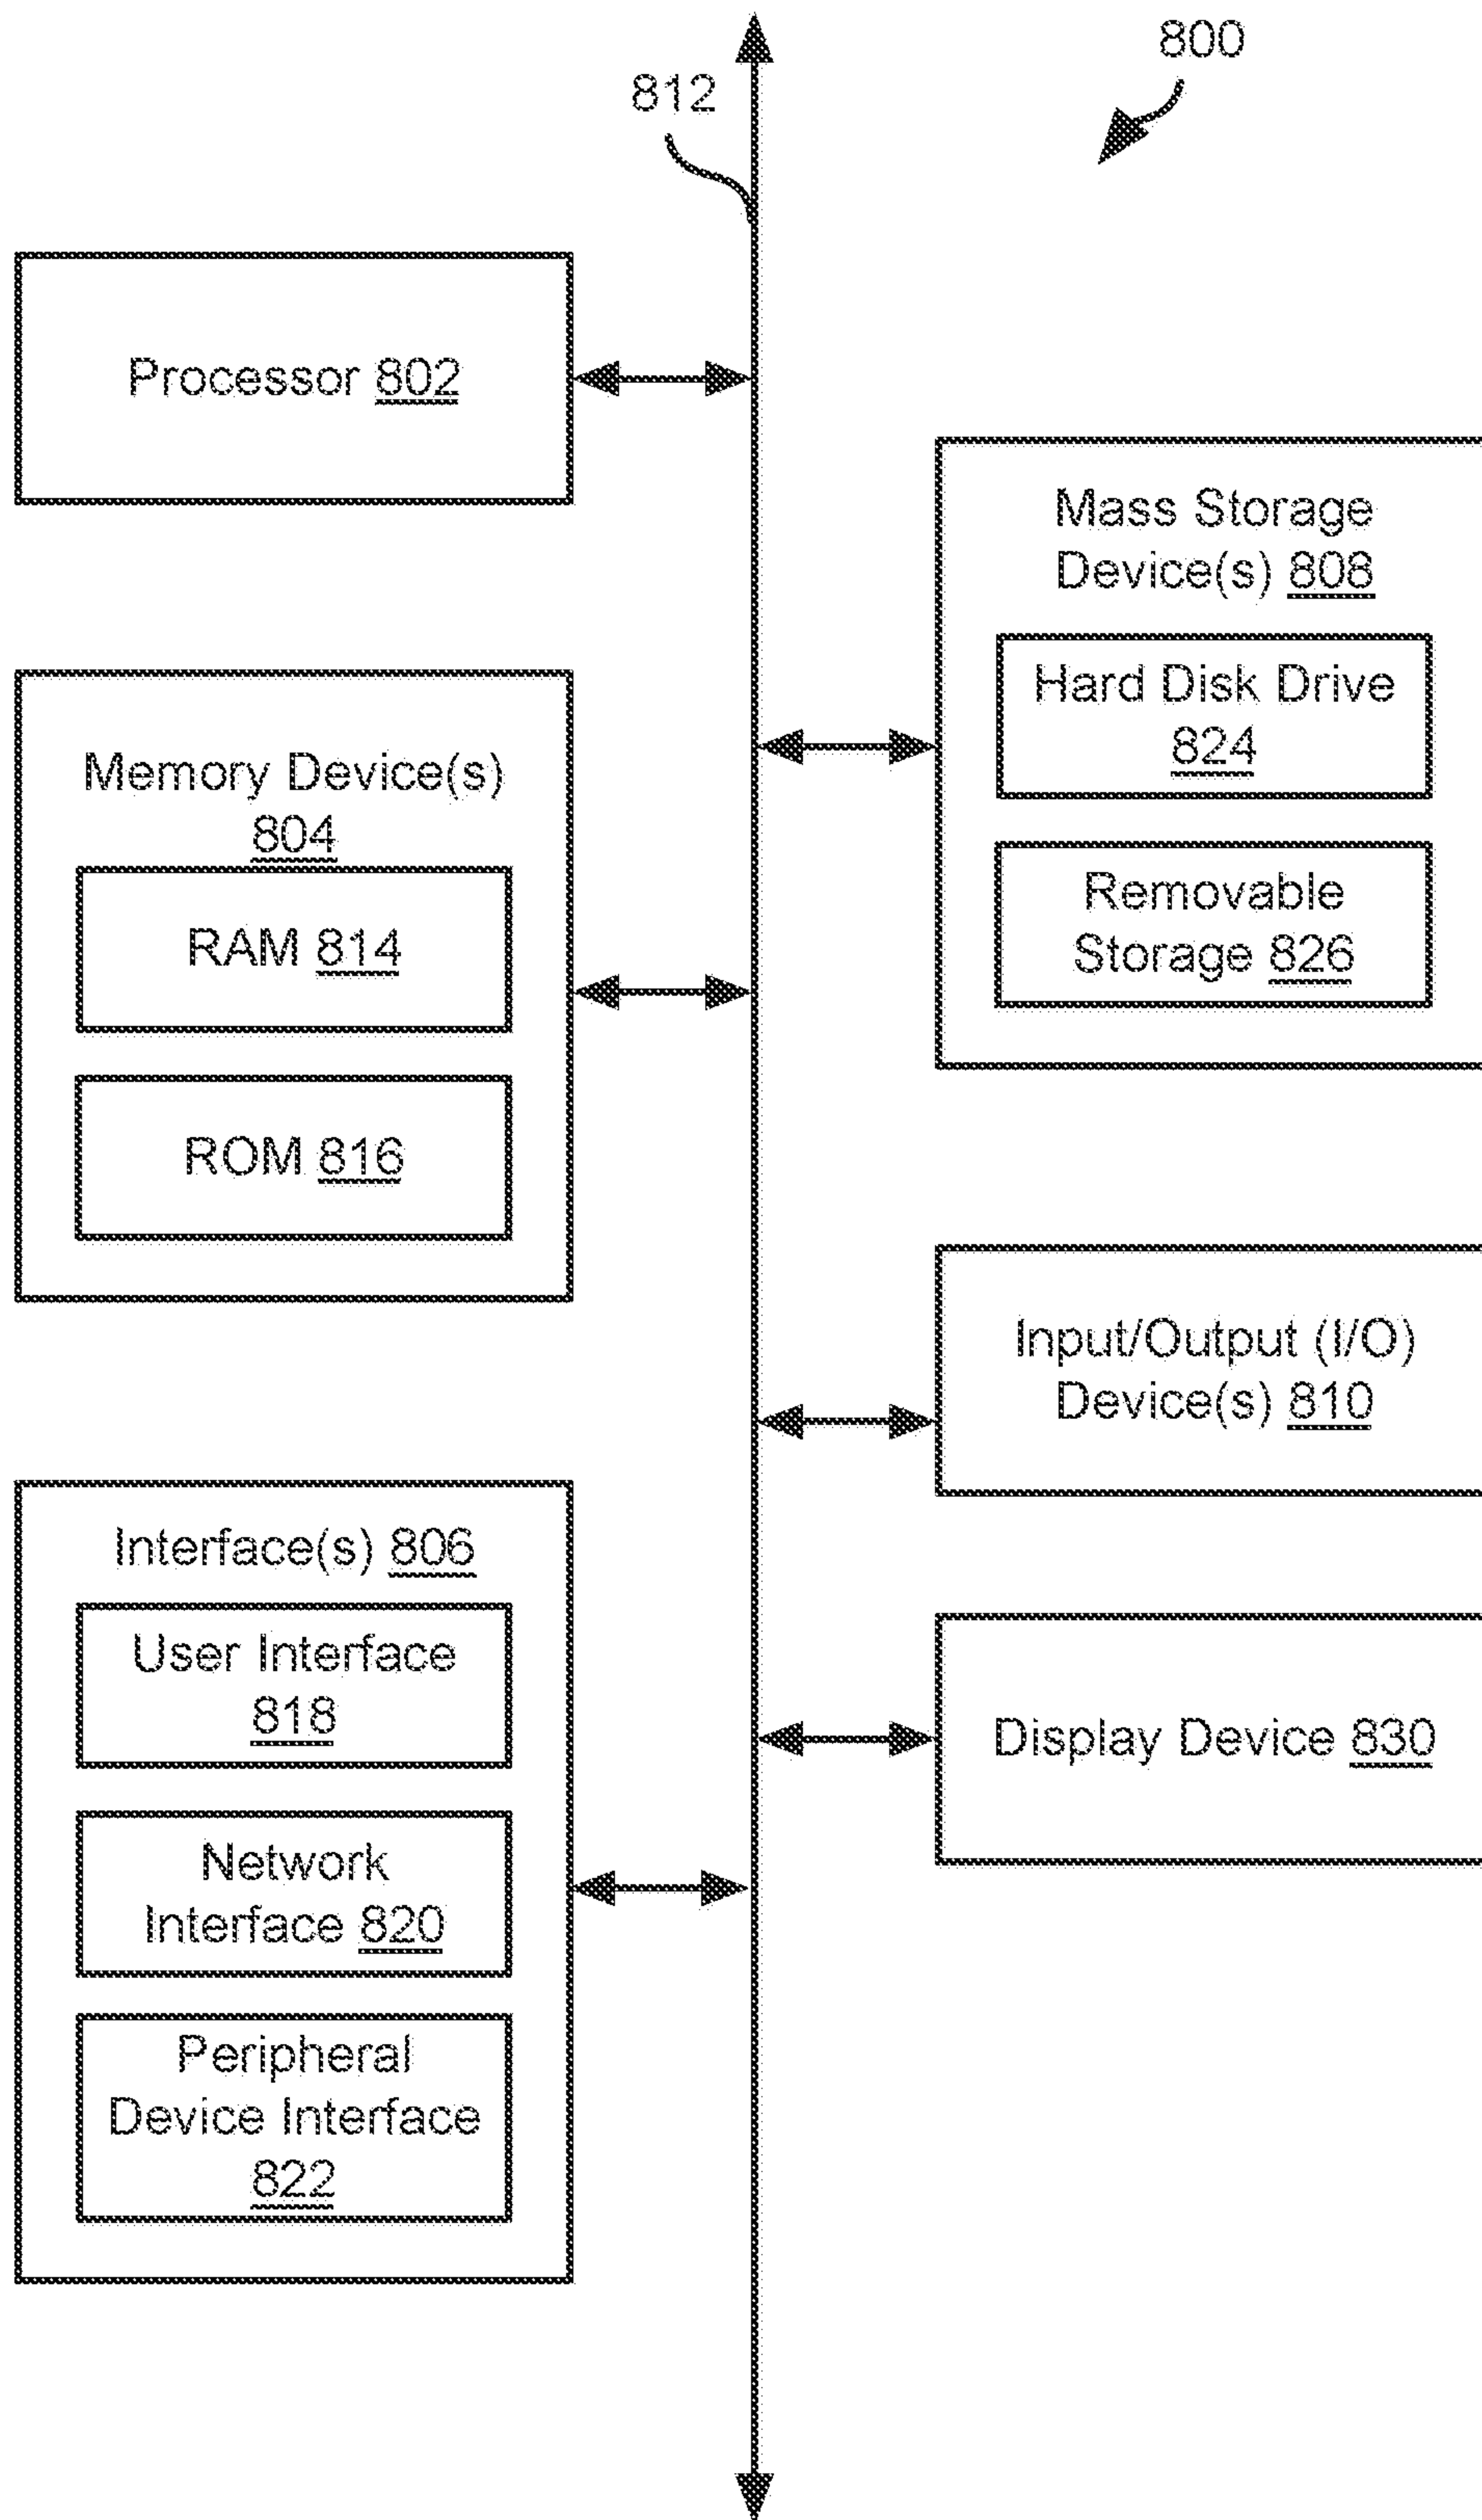 800
812
Processor 802
Mass Storage
Device(s) 808
Hard Disk Drive
824
Removable
Storage 826
Memory Device(s)
804
RAM 814
ROM 816
Input/Output (I/O)
Device(s) 810
Interface(s) 806
User Interface
818
Network
Interface 820
Peripheral
Device Interface
822
Display Device 830